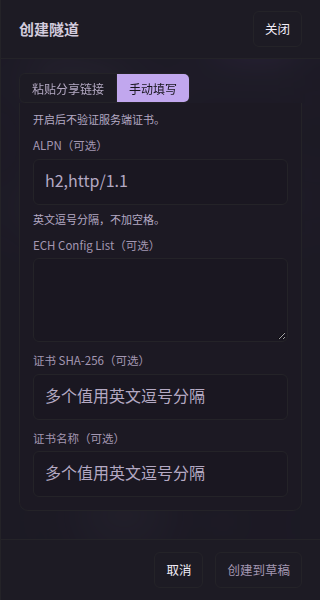 创建隧道
关闭
粘贴分享链接
手动填写
开启后不验证服务端证书。
ALPN（可选）
h2,http/1.1
英文逗号分隔，不加空格。
ECH Config List（可选）
证书 SHA-256（可选）
多个值用英文逗号分隔
证书名称（可选）
多个值用英文逗号分隔
取消
创建到草稿